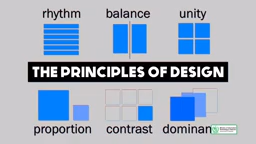 rhythm balance unity
THE PRINCIPLES OF DESIGN
proportion contrast dominan